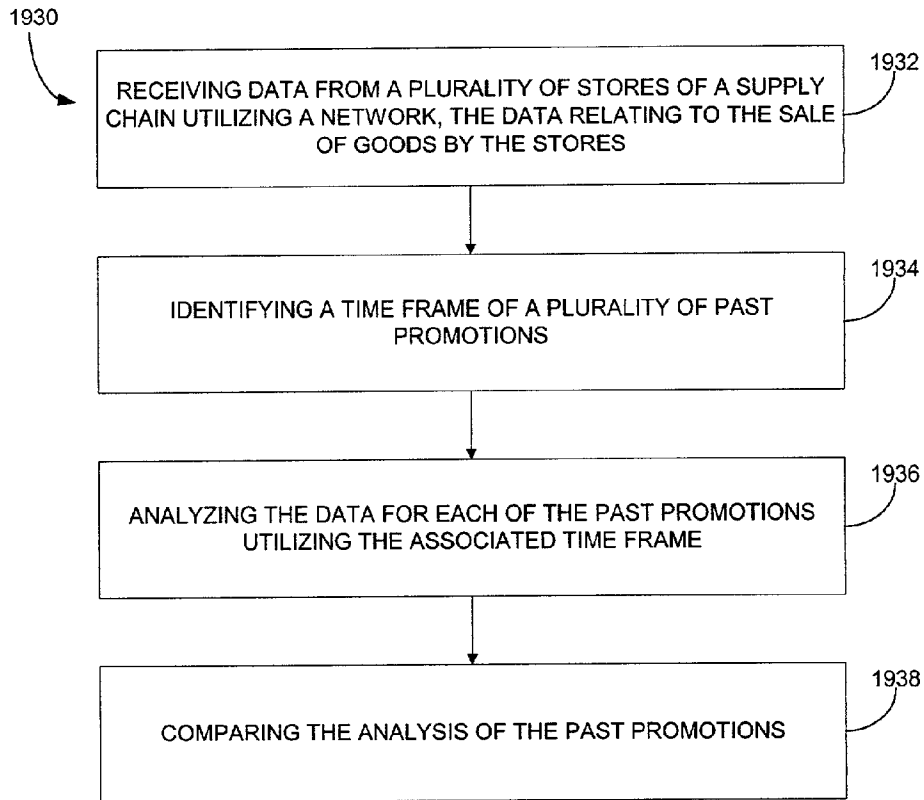 1930
1932
RECEIVING DATA FROM A PLURALITY OF STORES OF A SUPPLY
CHAIN UTILIZING A NETWORK, THE DATA RELATING TO THE SALE
OF GOODS BY THE STORES
1934
IDENTIFYING A TIME FRAME OF A PLURALITY OF PAST
PROMOTIONS
1936
ANALYZING THE DATA FOR EACH OF THE PAST PROMOTIONS
UTILIZING THE ASSOCIATED TIME FRAME
1938
COMPARING THE ANALYSIS OF THE PAST PROMOTIONS